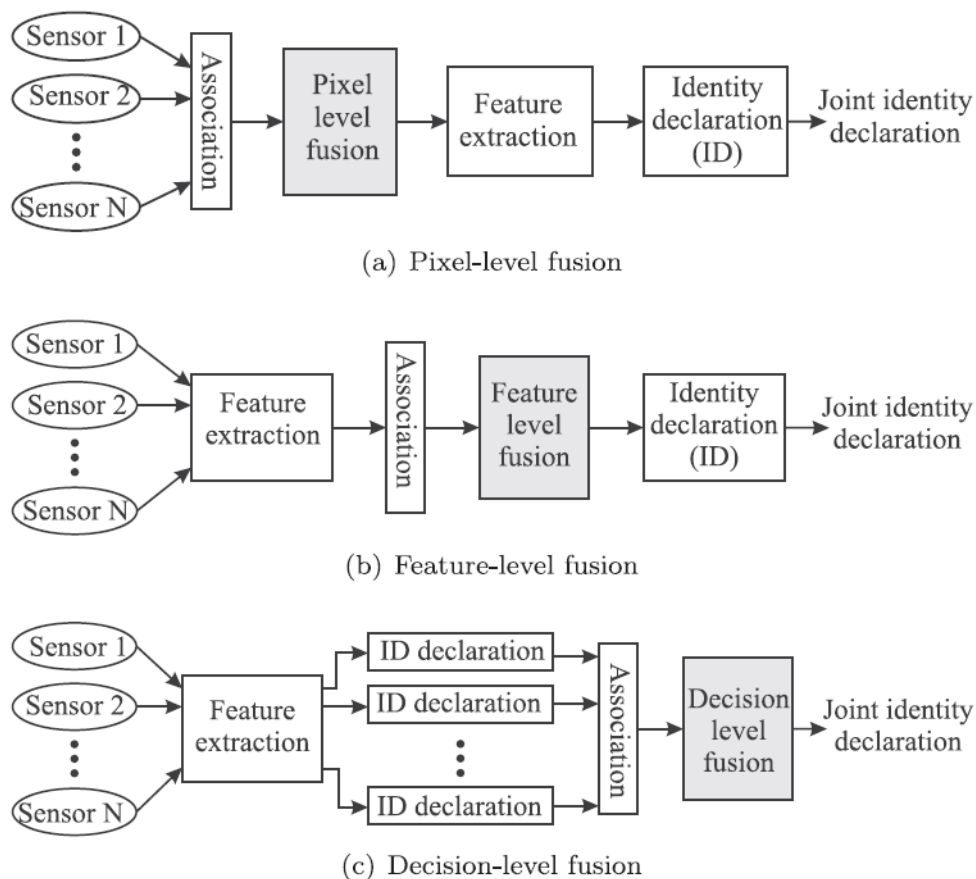 Sensor 1
Sensor 2
Sensor N
Association
Pixel
level
fusion
Feature
extraction
Identity
declaration
(ID)
Joint identity
declaration
(a) Pixel-level fusion
Sensor 1
Sensor 2
Sensor N
Feature
extraction
Association
Feature
level
fusion
Identity
declaration
(ID)
Joint identity
declaration
(b) Feature-level fusion
Sensor 1
Sensor 2
Sensor N
Feature
extraction
ID declaration
ID declaration
ID declaration
Association
Decision
level
fusion
Joint identity
declaration
(c) Decision-level fusion